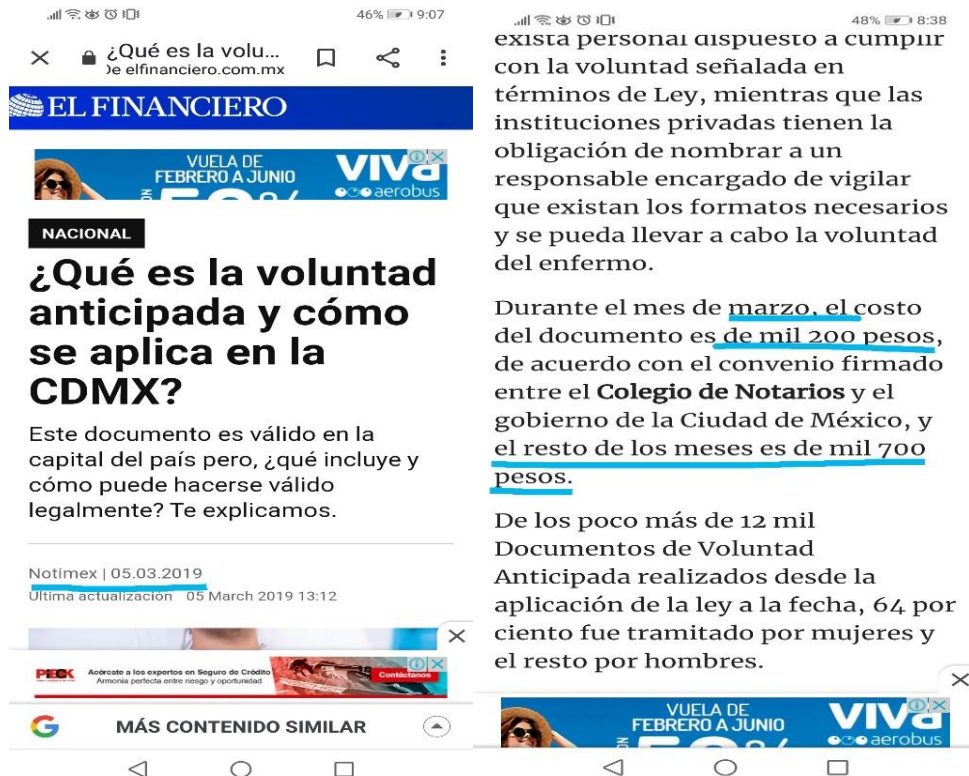 46% 9:07
¿Qué es la volu...
elfinanciero.com.mx
EL FINANCIERO
VUELA DE
FEBRERO A JUNIO
VIVa
aerobus
NACIONAL
¿Qué es la voluntad
anticipada y cómo
se aplica en la
CDMX?
Este documento es válido en la
capital del país pero, ¿qué incluye y
cómo puede hacerse válido
legalmente? Te explicamos.
Notimex | 05.03.2019
Última actualización 05 March 2019 13:12
Acércate a los expertos en Seguro de Crédito
Armonía perfecta entre riesgo y oportunidad
Contáctanos
MÁS CONTENIDO SIMILAR
48% 8:38
exista personal dispuesto a cumplir
con la voluntad señalada en
términos de Ley, mientras que las
instituciones privadas tienen la
obligación de nombrar a un
responsable encargado de vigilar
que existan los formatos necesarios
y se pueda llevar a cabo la voluntad
del enfermo.
Durante el mes de marzo, el costo
del documento es de mil 200 pesos,
de acuerdo con el convenio firmado
entre el Colegio de Notarios y el
gobierno de la Ciudad de México, y
el resto de los meses es de mil 700
pesos.
De los poco más de 12 mil
Documentos de Voluntad
Anticipada realizados desde la
aplicación de la ley a la fecha, 64 por
ciento fue tramitado por mujeres y
el resto por hombres.
VUELA DE
FEBRERO A JUNIO
VIVa
aerobus